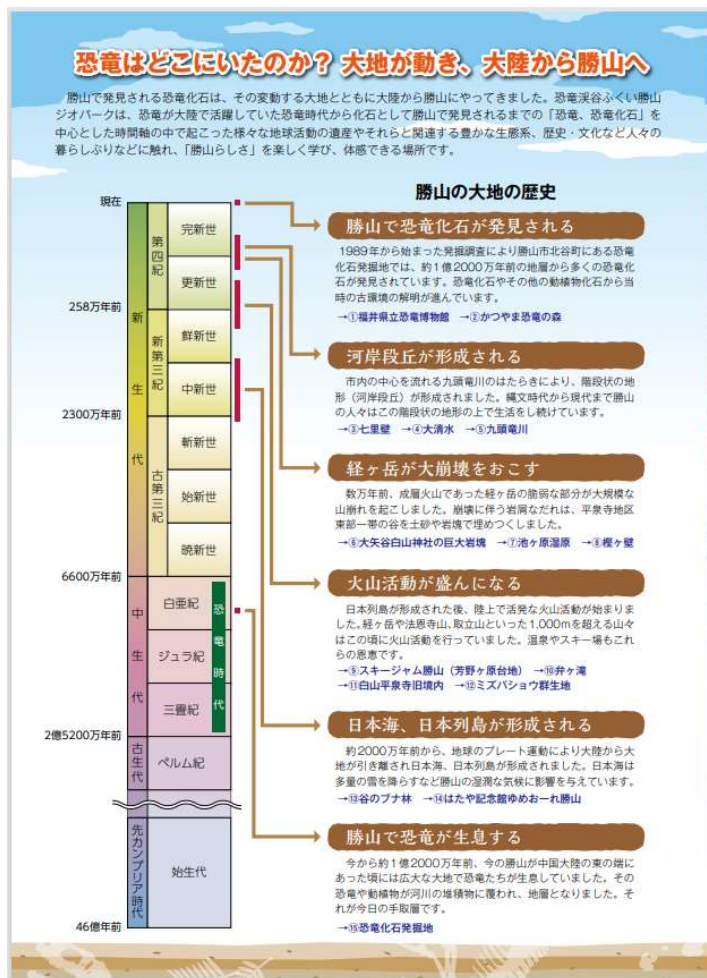 恐竜はどこにいたのか? 大地が動き、大陸から勝山へ
勝山で発見される恐竜化石は、その変動する大地とともに大陸から勝山にやってきました。恐竜渓谷ふくい勝山
ジオパークは、恐竜が大陸で活躍していた恐竜時代から化石として勝山で発見されるまでの「恐竜、恐竜化石」を
中心とした時間軸の中で起こった様々な地球活動の遺産やそれらと関連する豊かな生態系、歴史・文化など人々の
暮らしぶりなどに触れ、「勝山らしさ」を楽しく学び、体感できる場所です。
現在
258万年前
2300万年前
6600万年前
2億5200万年前
46億年前
新生代
中生代
古生代
先カンブリア時代
第四紀
新第三紀
古第三紀
完新世
更新世
鮮新世
中新世
斬新世
始新世
暁新世
白亜紀
ジュラ紀
三畳紀
恐竜時代
ペルム紀
始生代
勝山の大地の歴史
勝山で恐竜化石が発見される
1989年から始まった発掘調査により勝山市北谷町にある恐竜
化石発掘地では、約1億2000万年前の地層から多くの恐竜化
石が発見されています。恐竜化石やその他の動植物化石から当
時の古環境の解明が進んでいます。
→①福井県立恐竜博物館 →②かつやま恐竜の森
河岸段丘が形成される
市内の中心を流れる九頭竜川のはたらきにより、階段状の地
形(河岸段丘)が形成されました。縄文時代から現代まで勝山
の人々はこの階段状の地形の上で生活をし続けています。
→③七里壁 →④大清水 →⑤九頭竜川
経ヶ岳が大崩壊をおこす
数万年前、成層火山であった経ヶ岳の脆弱な部分が大規模な
山崩れを起こしました。崩壊に伴う岩屑なだれは、平泉寺地区
東部一帯の谷を土砂や岩塊で埋めつくしました。
→⑥大矢谷白山神社の巨大岩塊 →⑦池ヶ原湿原 →⑧樫ヶ壁
火山活動が盛んになる
日本列島が形成された後、陸上で活発な火山活動が始まりま
した。経ヶ岳や法恩寺山、取立山といった1,000mを超える山々
はこの頃に火山活動を行っていました。温泉やスキー場もこれ
らの恩恵です。
→⑨スキージャム勝山(芳野ヶ原台地) →⑩弁ヶ滝
→⑪白山平泉寺旧境内 →⑫ミズバショウ群生地
日本海、日本列島が形成される
約2000万年前から、地球のプレート運動により大陸から大
地が引き離され日本海、日本列島が形成されました。日本海は
多量の雪を降らすなど勝山の湿潤な気候に影響を与えています。
→⑬谷のブナ林 →⑭はたや記念館ゆめおーれ勝山
勝山で恐竜が生息する
今から約1億2000万年前、今の勝山が中国大陸の東の端に
あった頃には広大な大地で恐竜たちが生息していました。その
恐竜や動植物が河川の堆積物に覆われ、地層となりました。そ
れが今日の手取層です。
→⑮恐竜化石発掘地